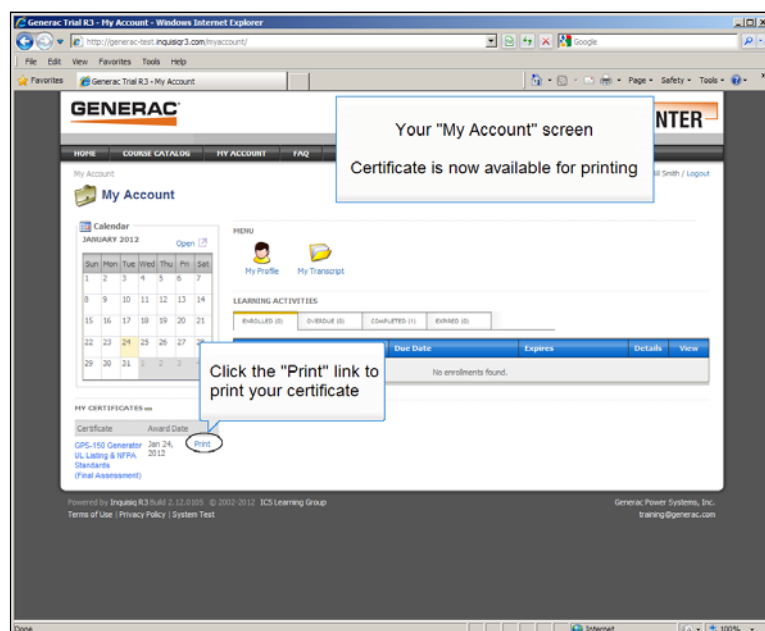 Generac Trial R3 - My Account - Windows Internet Explorer
http://generac-test.inquisiqr3.com/myaccount/
Google
File Edit View Favorites Tools Help
Favorites Generac Trial R3 - My Account Page Safety Tools
GENERAC
NTER
Your "My Account" screen
Certificate is now available for printing
HOME COURSE CATALOG MY ACCOUNT FAQ
My Account
ill Smith / Logout
My Account
Calendar
JANUARY 2012 Open
MENU
My Profile My Transcript
Sun Mon Tue Wed Thu Fri Sat
1 2 3 4 5 6 7
8 9 10 11 12 13 14
15 16 17 18 19 20 21
22 23 24 25 26 27 28
29 30 31 1 2 3 4
LEARNING ACTIVITIES
ENROLLED (0) OVERDUE (0) COMPLETED (1) EXPIRED (0)
Due Date Expires Details View
No enrolments found.
Click the "Print" link to
print your certificate
MY CERTIFICATES
Certificate Award Date
GPS-150 Generator Jan 24, Print
UL Listing & NFPA 2012
Standards
(Final Assessment)
Powered by Inquisiq R3 Build 2.12.0105 © 2002-2012 ICS Learning Group Generac Power Systems, Inc.
Terms of Use | Privacy Policy | System Test training@generac.com
Done Internet 100%